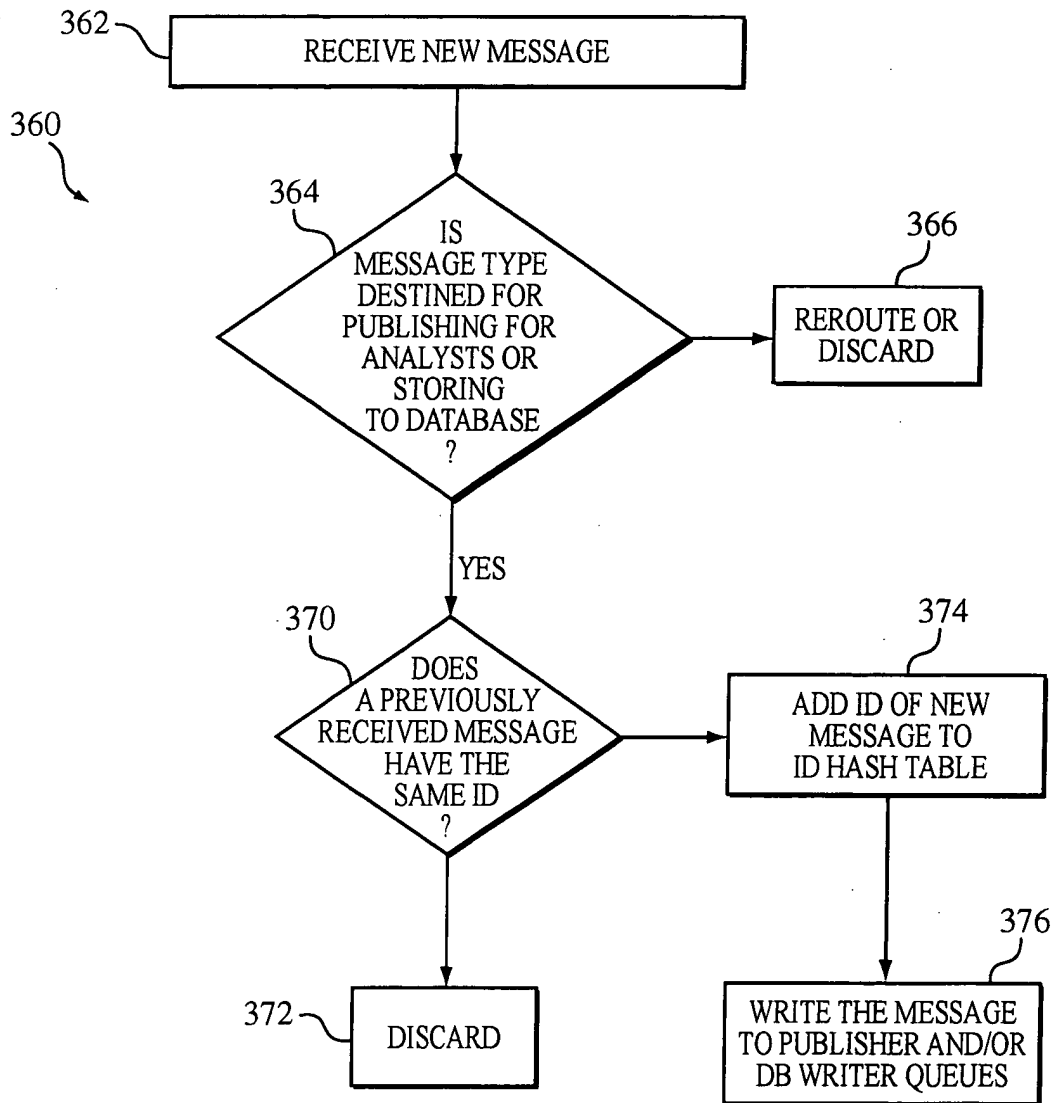 362
RECEIVE NEW MESSAGE
360
364
IS
MESSAGE TYPE
DESTINED FOR
PUBLISHING FOR
ANALYSTS OR
STORING
TO DATABASE
?
366
REROUTE OR
DISCARD
YES
370
DOES
A PREVIOUSLY
RECEIVED MESSAGE
HAVE THE
SAME ID
?
374
ADD ID OF NEW
MESSAGE TO
ID HASH TABLE
372
DISCARD
376
WRITE THE MESSAGE
TO PUBLISHER AND/OR
DB WRITER QUEUES